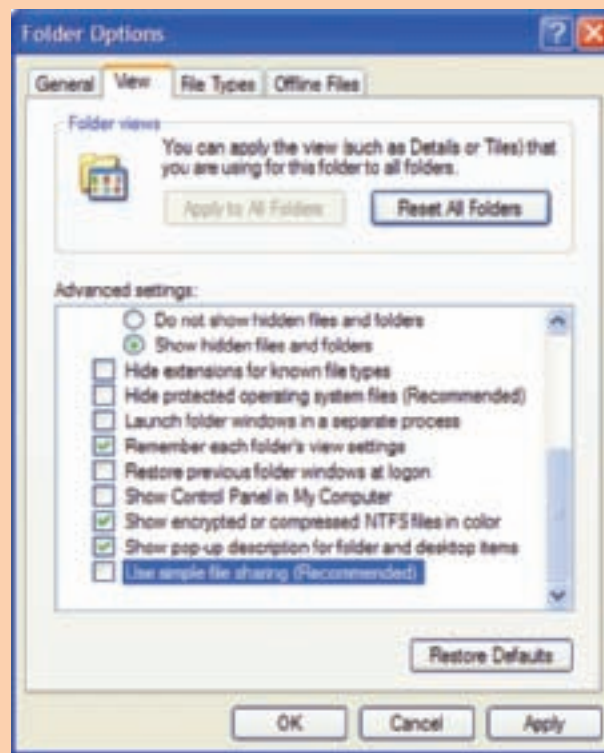 Folder Options
General View File Types Offline Files
Folder views
You can apply the view (such as Details or Tiles) that
you are using for this folder to all folders.
Apply to All Folders Reset All Folders
Advanced settings:
Do not show hidden files and folders
Show hidden files and folders
Hide extensions for known file types
Hide protected operating system files (Recommended)
Launch folder windows in a separate process
Remember each folder's view settings
Restore previous folder windows at logon
Show Control Panel in My Computer
Show encrypted or compressed NTFS files in color
Show pop-up description for folder and desktop items
Use simple file sharing (Recommended)
Restore Defaults
OK Cancel Apply